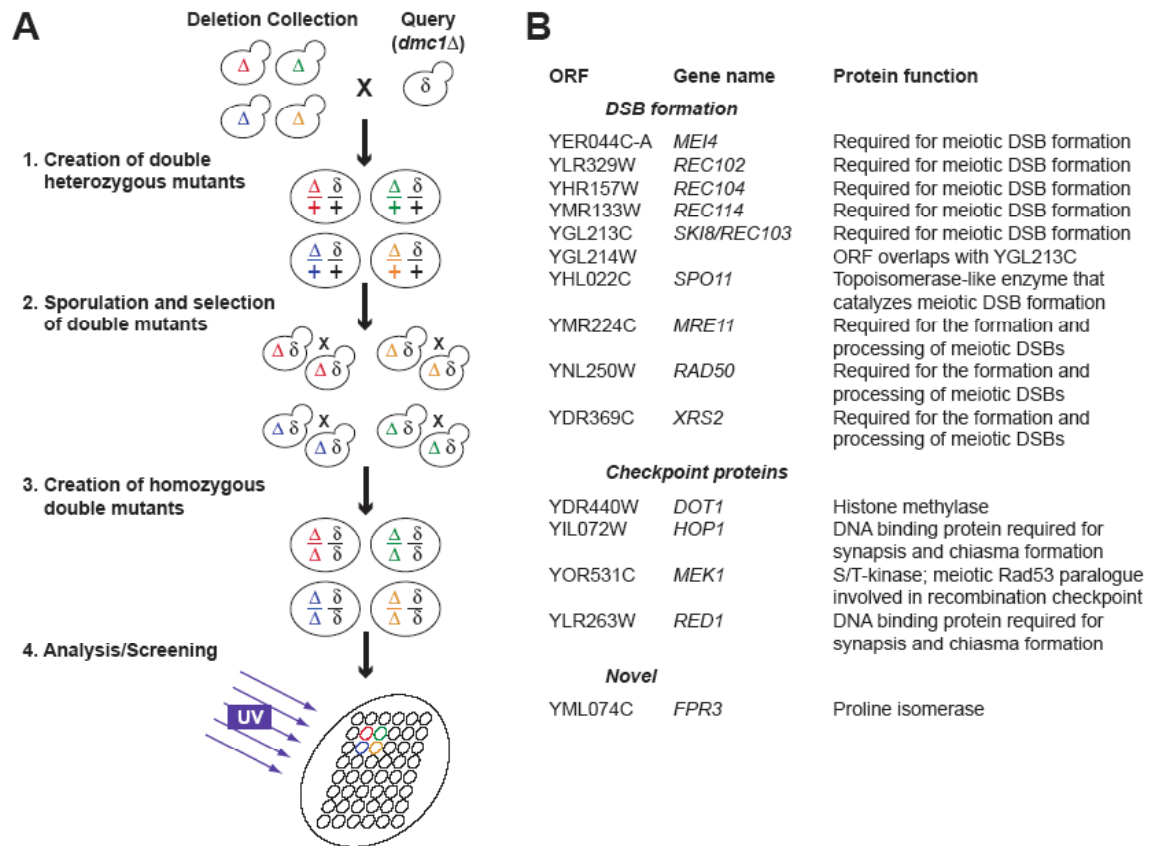 A
Deletion Collection
Query
(dmc1Δ)
Δ Δ
Δ Δ
X
δ
1. Creation of double
heterozygous mutants
Δ δ Δ δ
+ + + +
Δ δ Δ δ
+ + + +
2. Sporulation and selection
of double mutants
Δ δ X Δ δ X
Δ δ Δ δ
Δ δ X Δ δ X
Δ δ Δ δ
3. Creation of homozygous
double mutants
Δ δ Δ δ
Δ δ Δ δ
Δ δ Δ δ
Δ δ Δ δ
4. Analysis/Screening
UV
B
ORF Gene name Protein function
DSB formation
YER044C-A MEI4 Required for meiotic DSB formation
YLR329W REC102 Required for meiotic DSB formation
YHR157W REC104 Required for meiotic DSB formation
YMR133W REC114 Required for meiotic DSB formation
YGL213C SKI8/REC103 Required for meiotic DSB formation
YGL214W ORF overlaps with YGL213C
YHL022C SPO11 Topoisomerase-like enzyme that
catalyzes meiotic DSB formation
YMR224C MRE11 Required for the formation and
processing of meiotic DSBs
YNL250W RAD50 Required for the formation and
processing of meiotic DSBs
YDR369C XRS2 Required for the formation and
processing of meiotic DSBs
Checkpoint proteins
YDR440W DOT1 Histone methylase
YIL072W HOP1 DNA binding protein required for
synapsis and chiasma formation
YOR531C MEK1 S/T-kinase; meiotic Rad53 paralogue
involved in recombination checkpoint
YLR263W RED1 DNA binding protein required for
synapsis and chiasma formation
Novel
YML074C FPR3 Proline isomerase